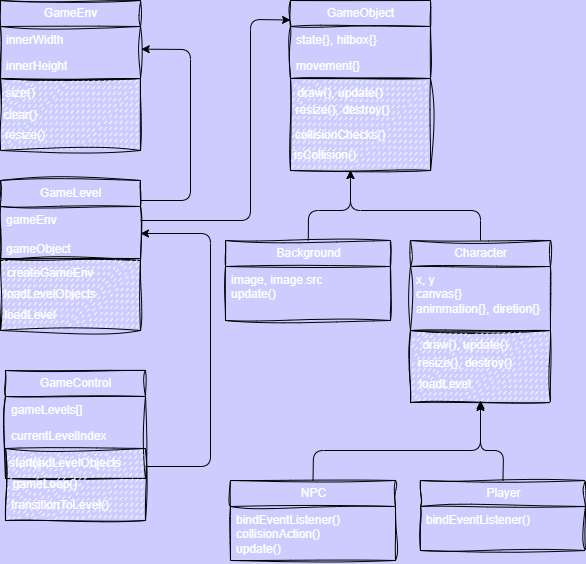 GameEnv
innerWidth
innerHeight
size()
clear()
resize()
GameObject
state{}, hitbox{}
movement{}
draw(), update()
resize(), destroy()
collisionChecks()
isCollision()
GameLevel
gameEnv
gameObject
createGameEnv
loadLevelObjects
loadLevel
Background
image, image.src
update()
Character
x, y
canvas{}
animmation{}, diretion{}
draw(), update()
resize(), destroy()
loadLevel
GameControl
gameLevels[]
currentLevelIndex
loadLevelObjects
gameLoop()
transitionToLevel()
NPC
bindEventListener()
collisionAction()
update()
Player
bindEventListener()